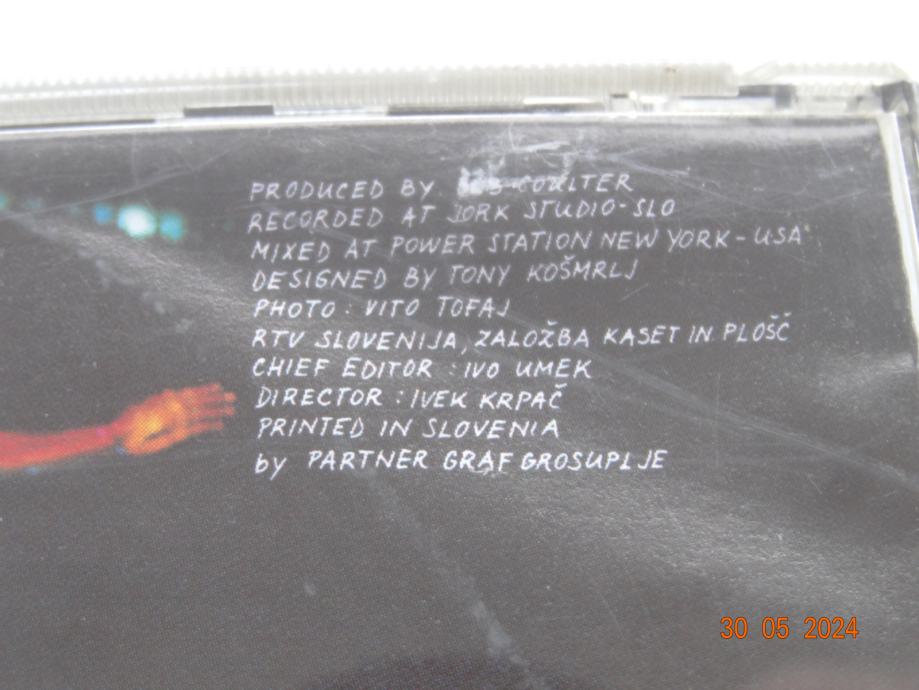 PRODUCED BY COULTER
RECORDED AT JORK STUDIO-SLO
MIXED AT POWER STATION NEW YORK-USA
DESIGNED BY TONY KOŠMRLJ
PHOTO: VITO TOFAJ
RTV SLOVENIJA, ZALOŽBA KASET IN PLOŠČ
CHIEF EDITOR : IVO UMEK
DIRECTOR : IVEK KRPAČ
PRINTED IN SLOVENIA
by PARTNER GRAF GROSUPLJE
30 05 2024